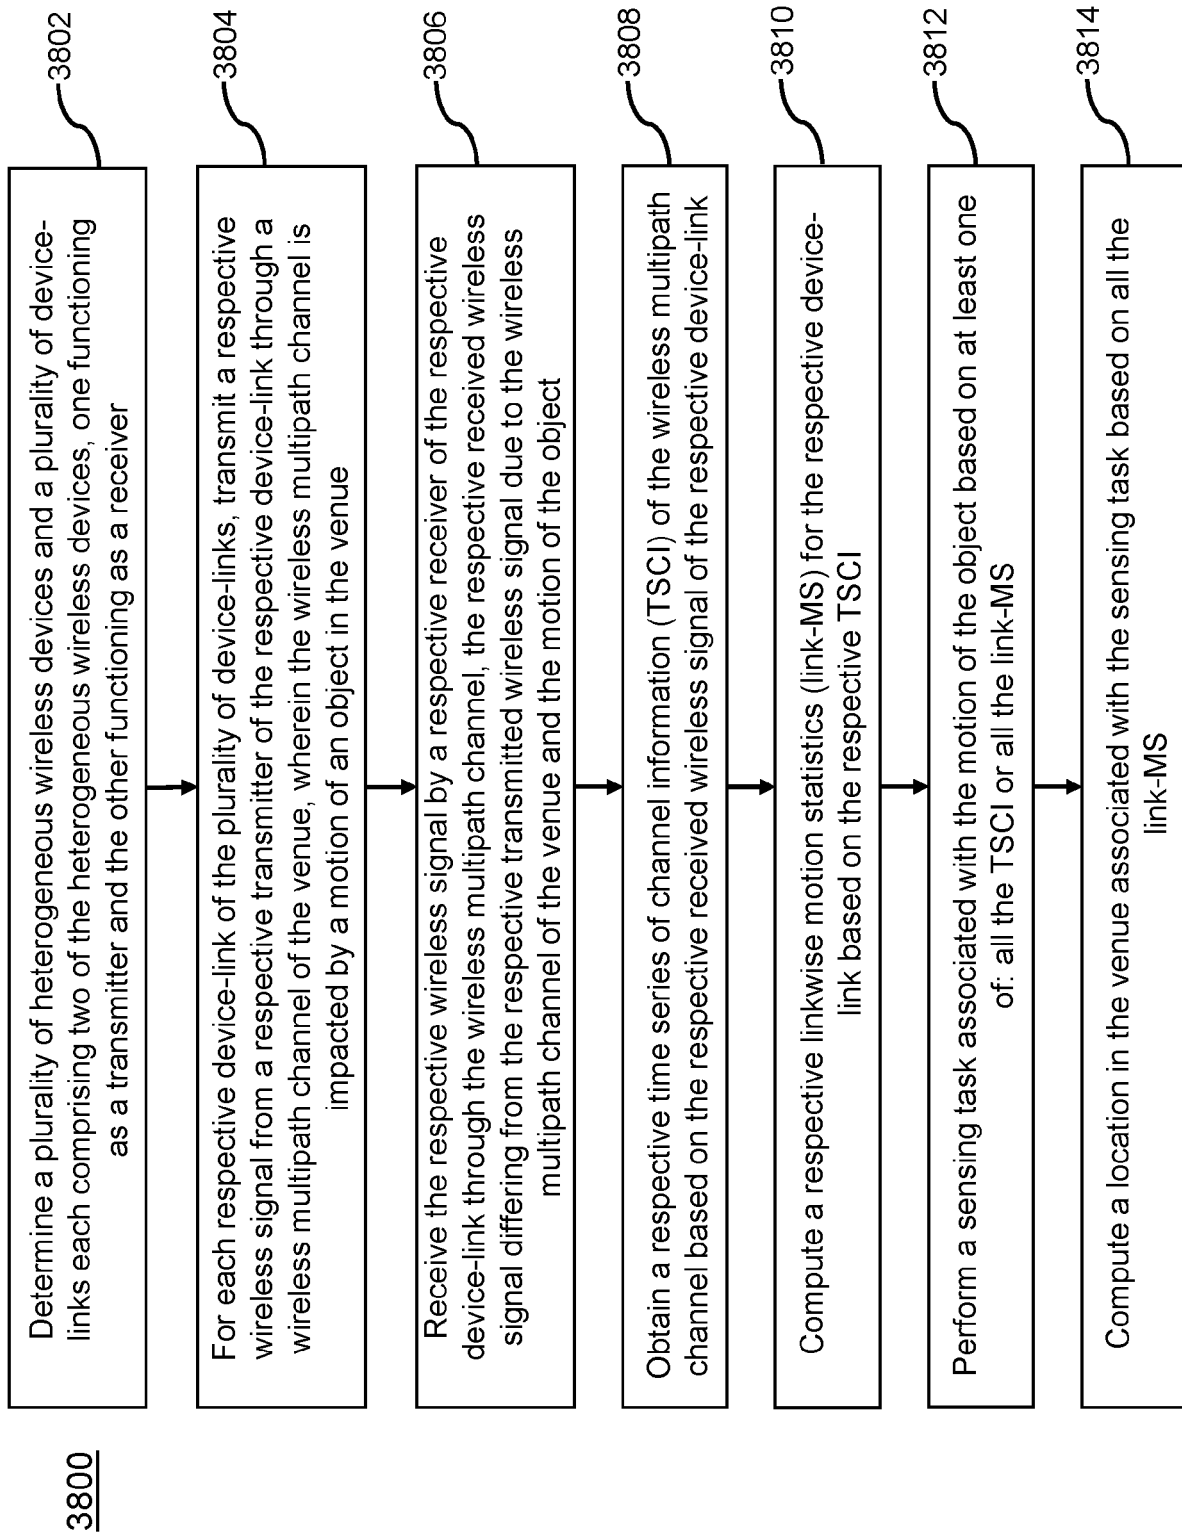 3800
Determine a plurality of heterogeneous wireless devices and a plurality of device-
links each comprising two of the heterogeneous wireless devices, one functioning
as a transmitter and the other functioning as a receiver
3802
For each respective device-link of the plurality of device-links, transmit a respective
wireless signal from a respective transmitter of the respective device-link through a
wireless multipath channel of the venue, wherein the wireless multipath channel is
impacted by a motion of an object in the venue
3804
Receive the respective wireless signal by a respective receiver of the respective
device-link through the wireless multipath channel, the respective received wireless
signal differing from the respective transmitted wireless signal due to the wireless
multipath channel of the venue and the motion of the object
3806
Obtain a respective time series of channel information (TSCI) of the wireless multipath
channel based on the respective received wireless signal of the respective device-link
3808
Compute a respective linkwise motion statistics (link-MS) for the respective device-
link based on the respective TSCI
3810
Perform a sensing task associated with the motion of the object based on at least one
of: all the TSCI or all the link-MS
3812
Compute a location in the venue associated with the sensing task based on all the
link-MS
3814